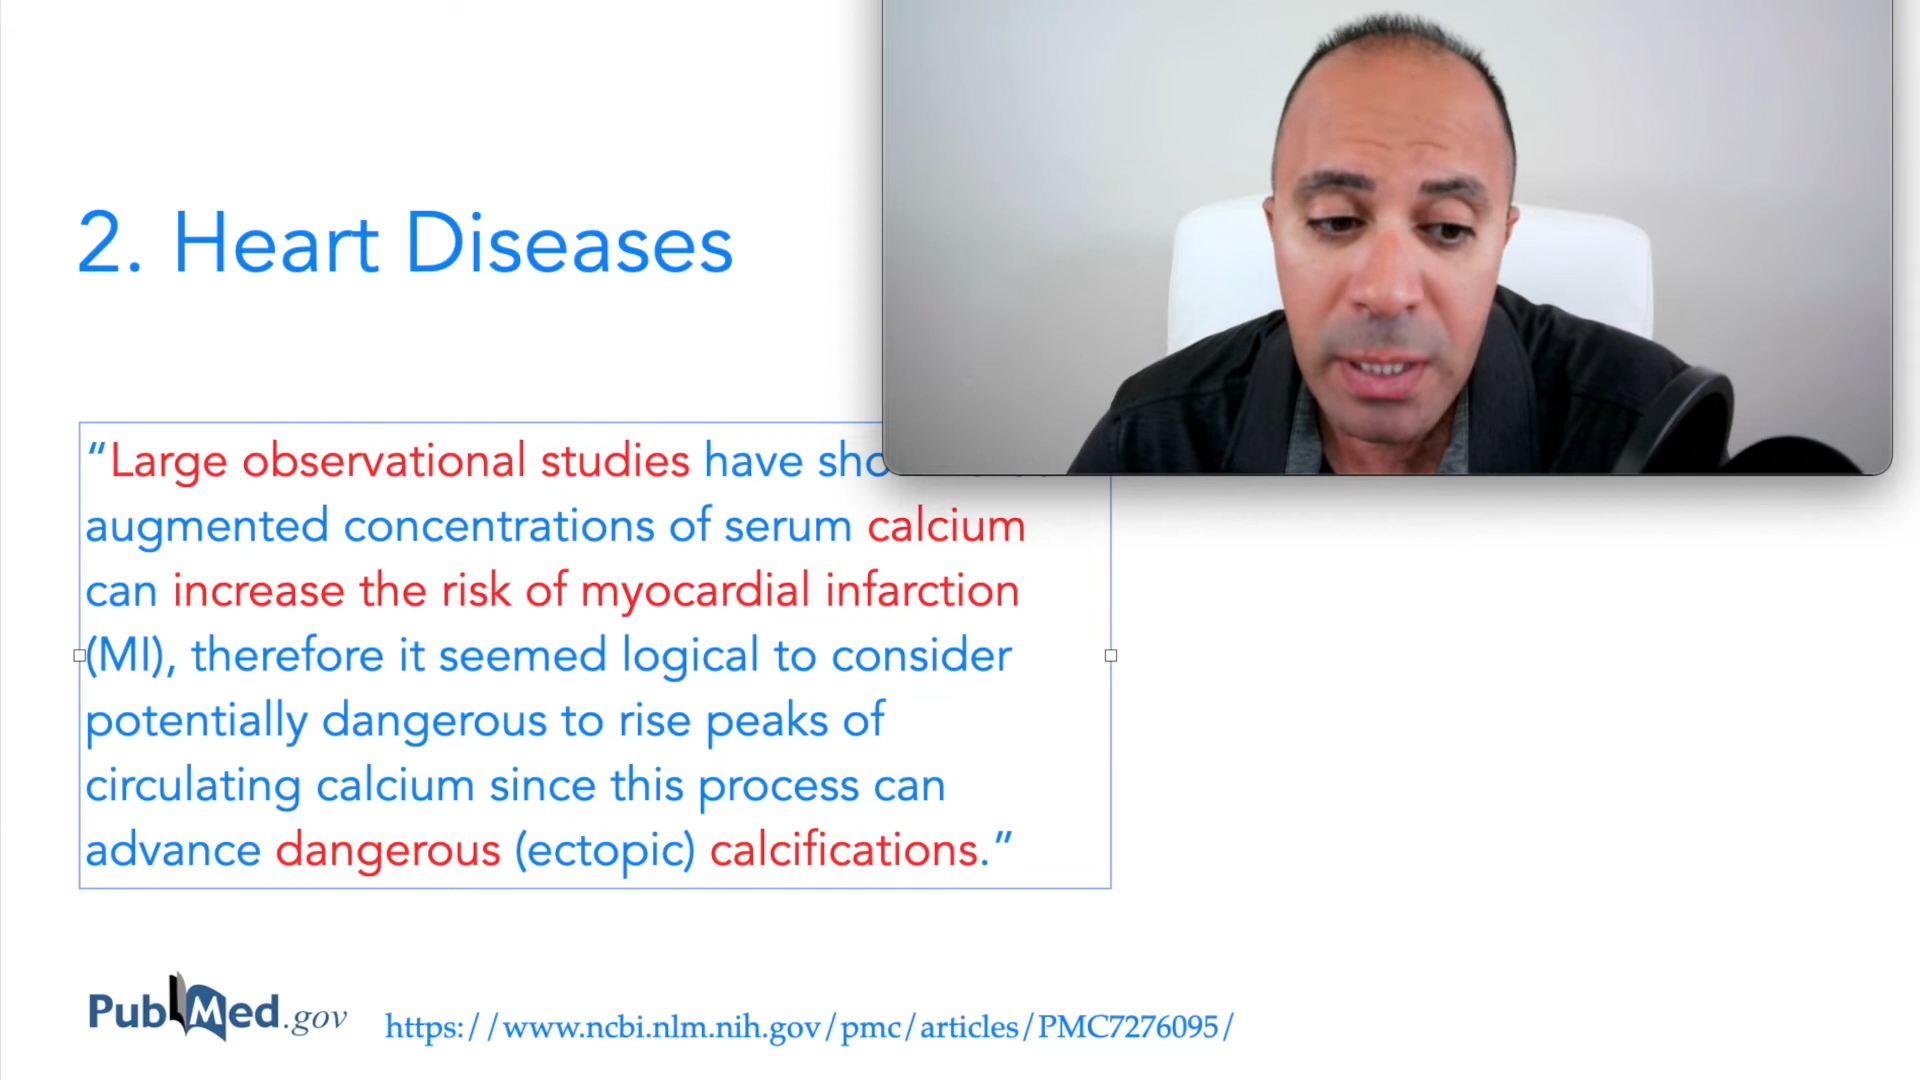 2. Heart Diseases
“Large observational studies have
augmented concentrations of serum calcium
can increase the risk of myocardial infarction
(MI), therefore it seemed logical to consider
potentially dangerous to rise peaks of
circulating calcium since this process can
advance dangerous (ectopic) calcifications.”
PubMed.gov
https://www.ncbi.nlm.nih.gov/pmc/articles/PMC7276095/